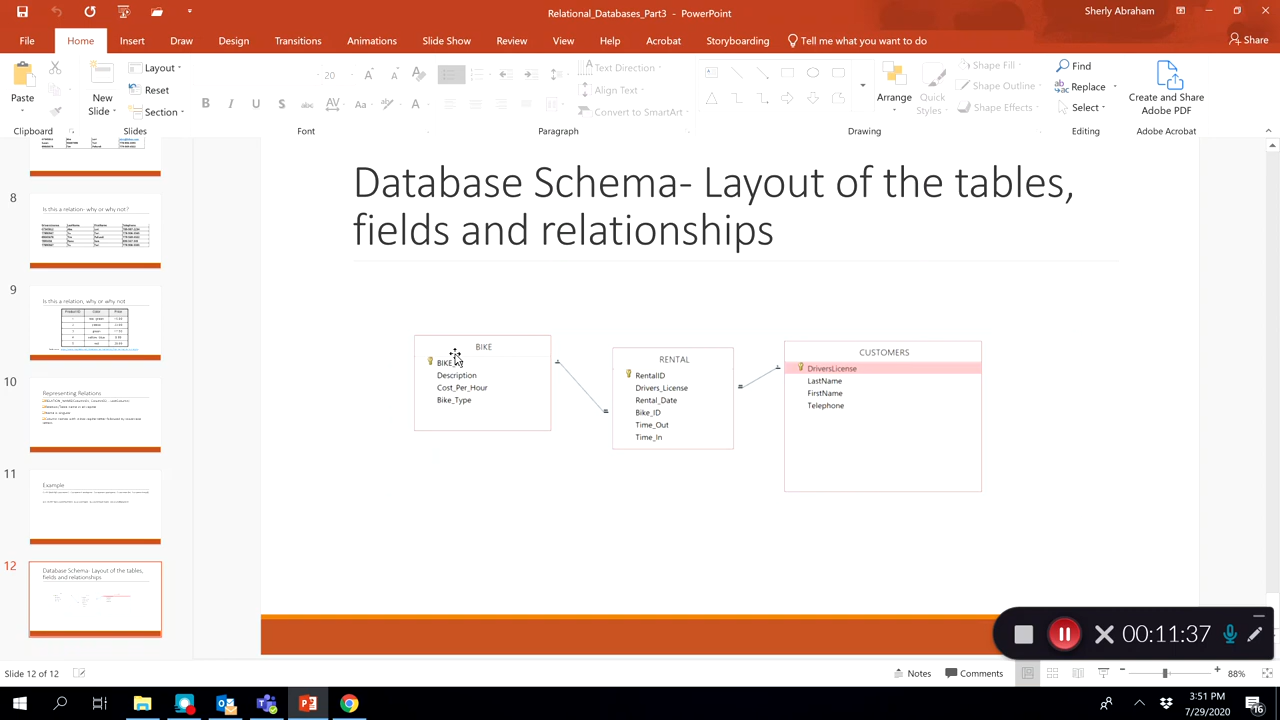 Relational_Databases_Part3 - PowerPoint
Sherly Abraham
File Home Insert Draw Design Transitions Animations Slide Show Review View Help Acrobat Storyboarding Tell me what you want to do Share
Paste
Clipboard
New Slide
Layout
Reset
Section
Slides
20
B I U S abc AV Aa A
Font
Text Direction
Align Text
Convert to SmartArt
Paragraph
Arrange
Quick Styles
Shape Fill
Shape Outline
Shape Effects
Drawing
Find
Replace
Select
Editing
Create and Share Adobe PDF
Adobe Acrobat
8
Is this a relation- why or why not?
9
Is this a relation, why or why not
10
Representing Relations
11
Example
12
Database Schema- Layout of the tables, fields and relationships
Database Schema- Layout of the tables,
fields and relationships
BIKE
BIKE
Description
Cost_Per_Hour
Bike_Type
RENTAL
RentalID
Drivers_License
Rental_Date
Bike_ID
Time_Out
Time_In
CUSTOMERS
DriversLicense
LastName
FirstName
Telephone
00:11:37
Slide 12 of 12
Notes
Comments
88%
3:51 PM
7/29/2020
16